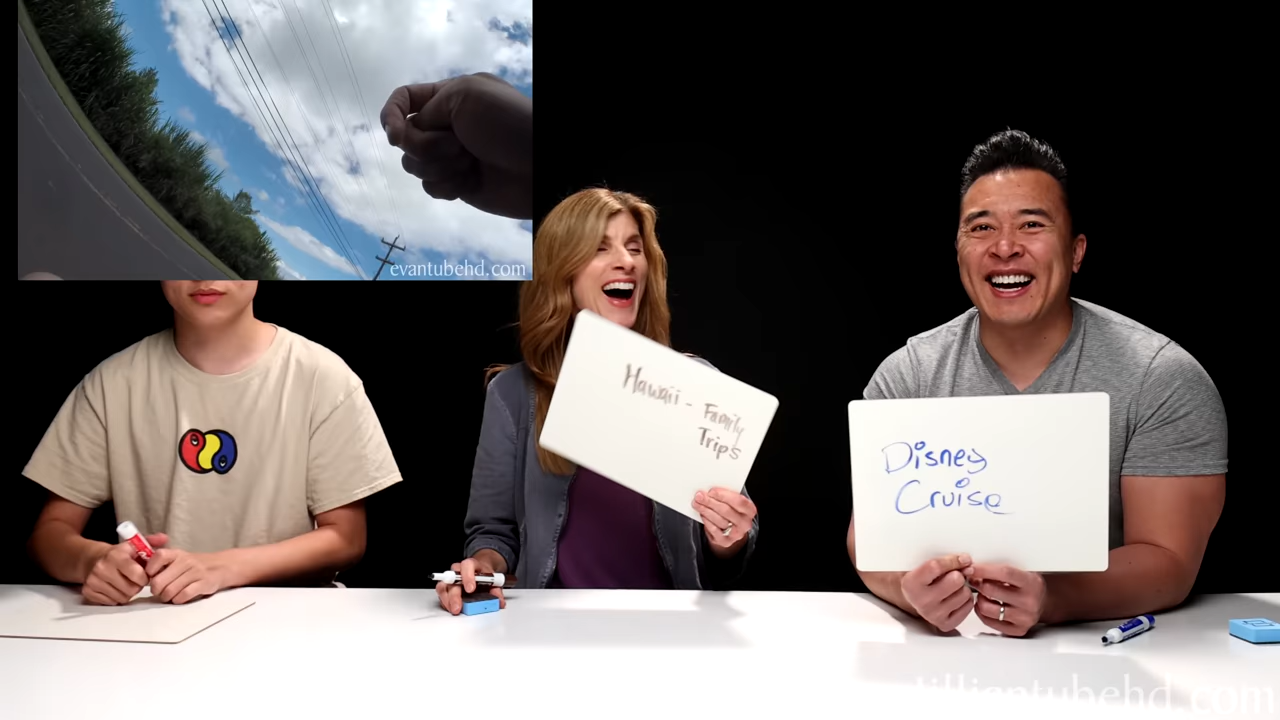 evantubehd.com
Hawaii - Family
Trips
Disney
Cruise